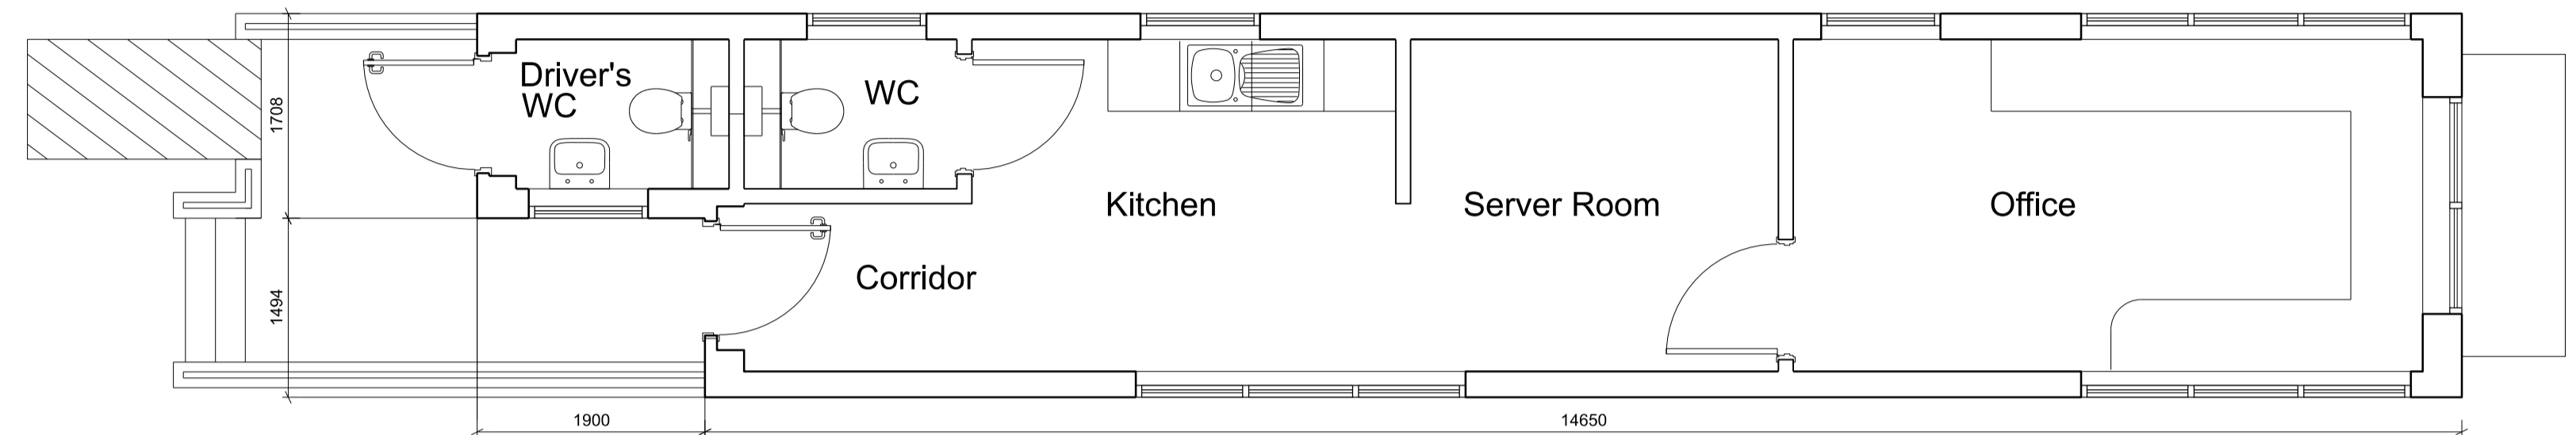 Driver's
WC
WC
1708
Kitchen
Server Room
Office
Corridor
1494
1900
14650